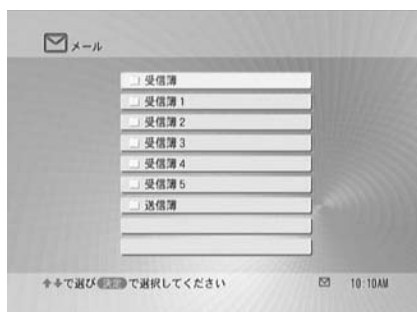 メール
受信簿
受信簿1
受信簿2
受信簿3
受信簿4
受信簿5
送信簿
↑↓で選び 決定 で選択してください
10:10AM